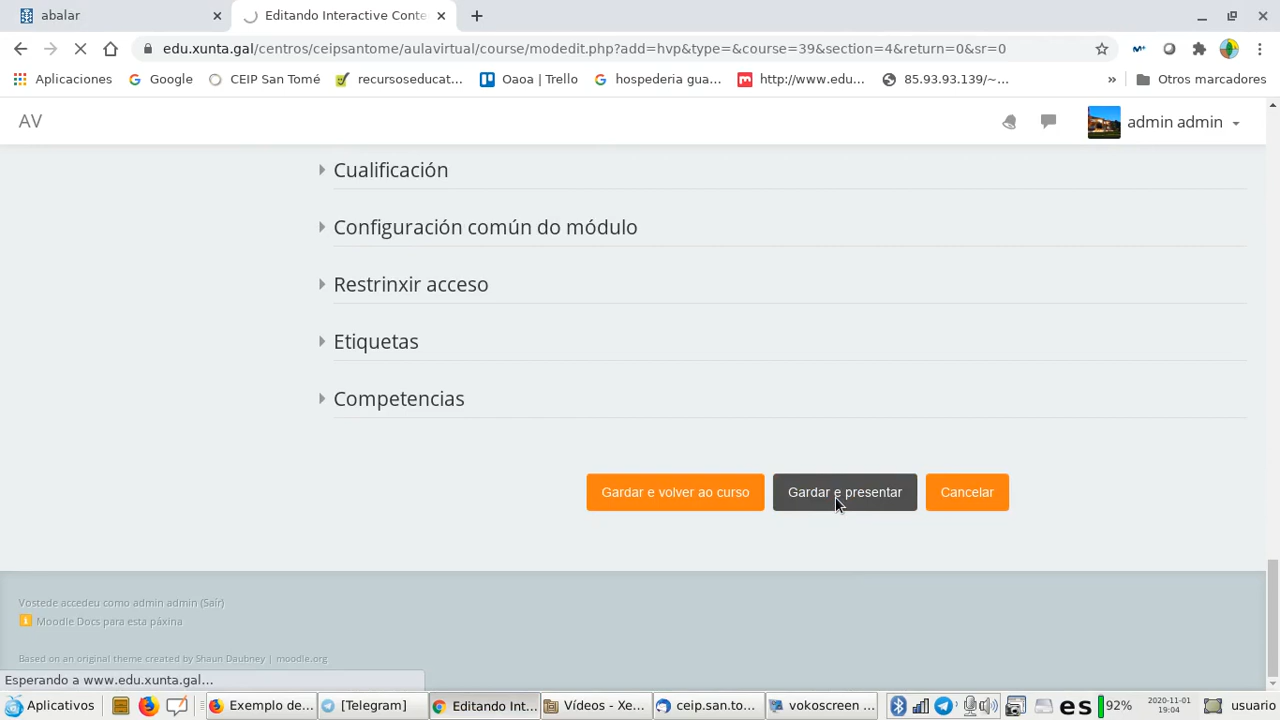 abalar
Editando Interactive Conte
edu.xunta.gal/centros/ceipsantome/aulavirtual/course/modedit.php?add=hvp&type=&course=39&section=4&return=0&sr=0
Aplicaciones
Google
CEIP San Tomé
recursoseducat...
Oaoa | Trello
hospederia gua...
http://www.edu...
85.93.93.139/~...
»
Otros marcadores
AV
admin admin
Cualificación
Configuración común do módulo
Restrinxir acceso
Etiquetas
Competencias
Gardar e volver ao curso
Gardar e presentar
Cancelar
Vostede accedeu como admin admin (Saír)
Moodle Docs para esta páxina
Based on an original theme created by Shaun Daubney | moodle.org
Esperando a www.edu.xunta.gal...
Aplicativos
Exemplo de...
[Telegram]
Editando Int...
Vídeos - Xe...
ceip.san.to...
vokoscreen ...
es
92%
2020-11-01
19:04
usuario